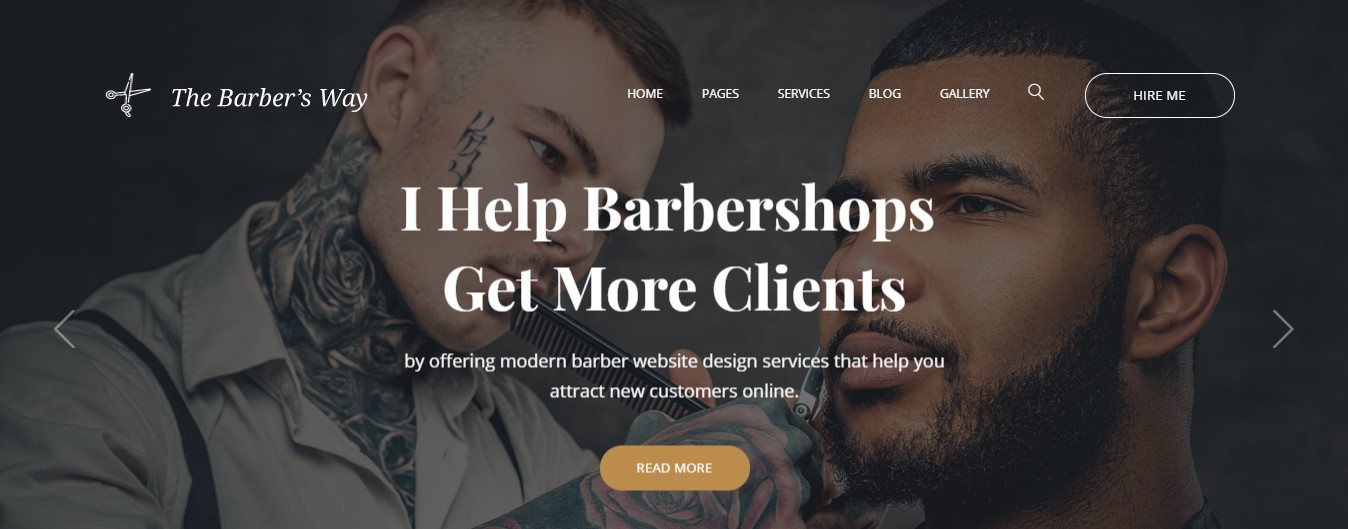 The Barber’s Way
HOME
PAGES
SERVICES
BLOG
GALLERY
HIRE ME
I Help Barbershops
Get More Clients
by offering modern barber website design services that help you
attract new customers online.
READ MORE